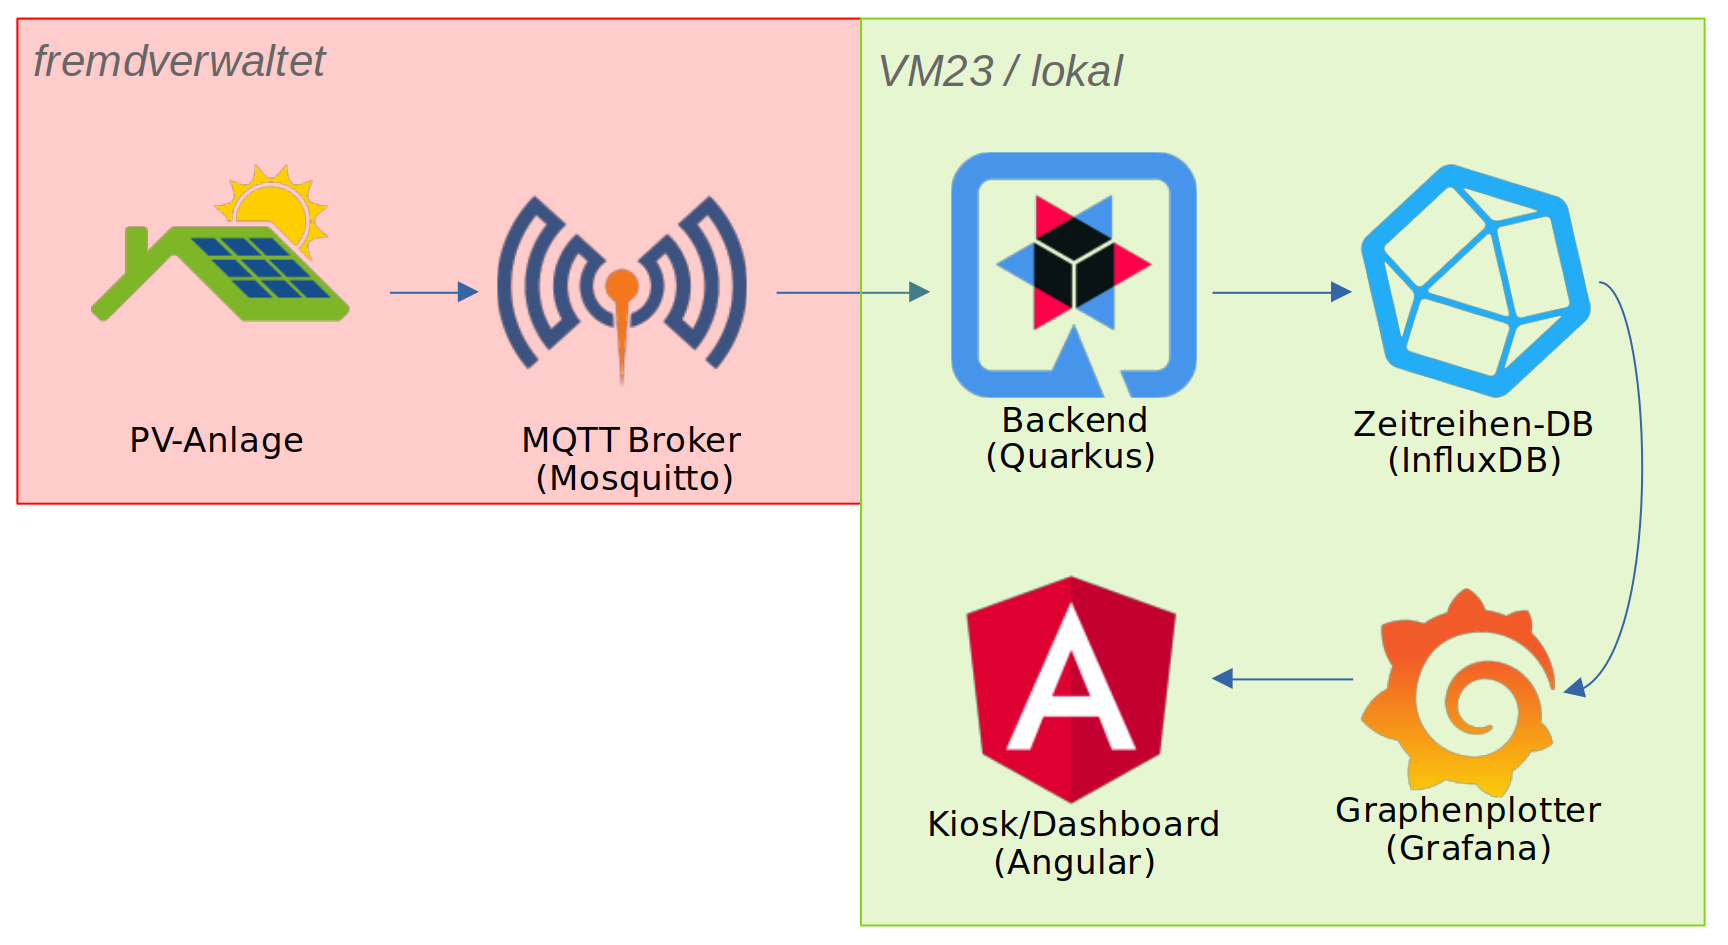 fremdverwaltet
VM23 / lokal
PV-Anlage
MQTT Broker
(Mosquitto)
Backend
(Quarkus)
Zeitreihen-DB
(InfluxDB)
Kiosk/Dashboard
(Angular)
Graphenplotter
(Grafana)